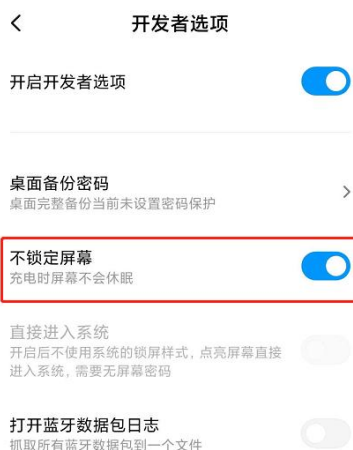 开发者选项
开启开发者选项
桌面备份密码
桌面完整备份当前未设置密码保护
不锁定屏幕
充电时屏幕不会休眠
直接进入系统
开启后不使用系统的锁屏样式，点亮屏幕直接
进入系统，需要无屏幕密码
打开蓝牙数据包日志
抓取所有蓝牙数据包到一个文件